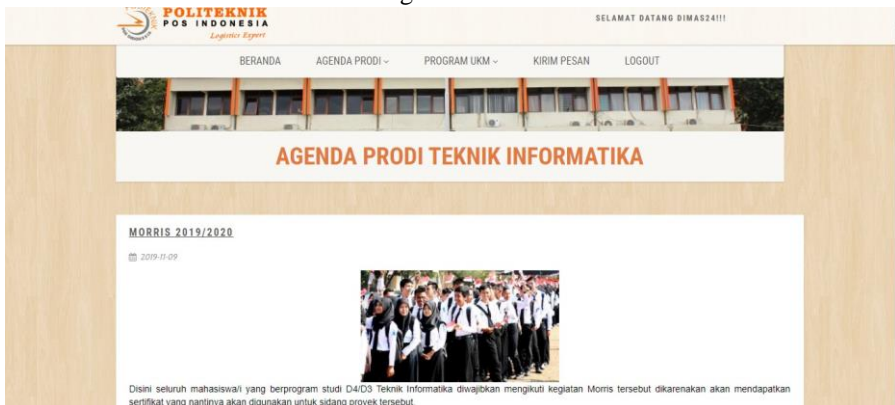 POLITEKNIK
POS INDONESIA
Logistics Expert
SELAMAT DATANG DIMAS24!!!
BERANDA AGENDA PRODI PROGRAM UKM KIRIM PESAN LOGOUT
AGENDA PRODI TEKNIK INFORMATIKA
MORRIS 2019/2020
2019-11-09
Disini seluruh mahasiswa/i yang berprogram studi D4/D3 Teknik Informatika diwajibkan mengikuti kegiatan Morris tersebut dikarenakan akan mendapatkan
sertifikat yang nantinya akan digunakan untuk sidang proyek tersebut.